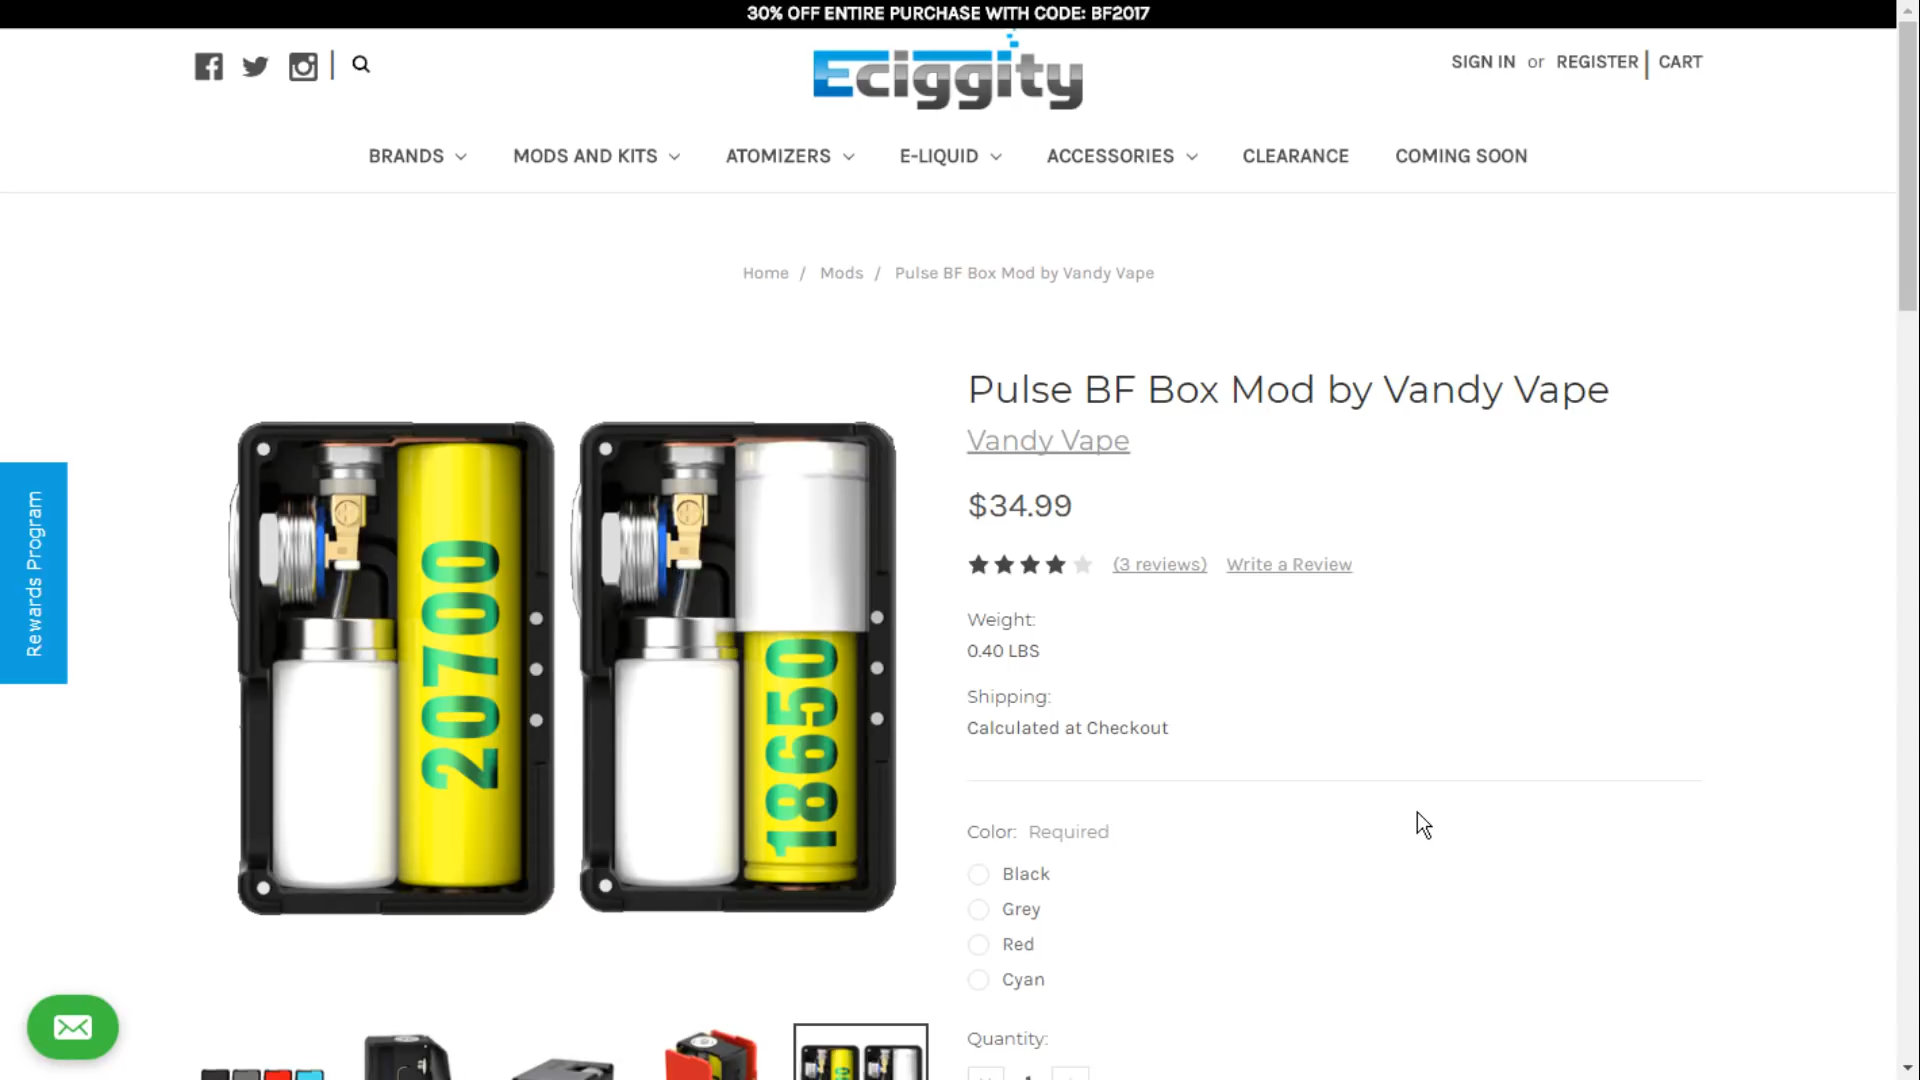 30% OFF ENTIRE PURCHASE WITH CODE: BF2017
Eciggity
SIGN IN or REGISTER CART
BRANDS MODS AND KITS ATOMIZERS E-LIQUID ACCESSORIES CLEARANCE COMING SOON
Home / Mods / Pulse BF Box Mod by Vandy Vape
Pulse BF Box Mod by Vandy Vape
Vandy Vape
$34.99
(3 reviews) Write a Review
Weight:
0.40 LBS
Shipping:
Calculated at Checkout
Color: Required
Black
Grey
Red
Cyan
Quantity:
20700
18650
Rewards Program